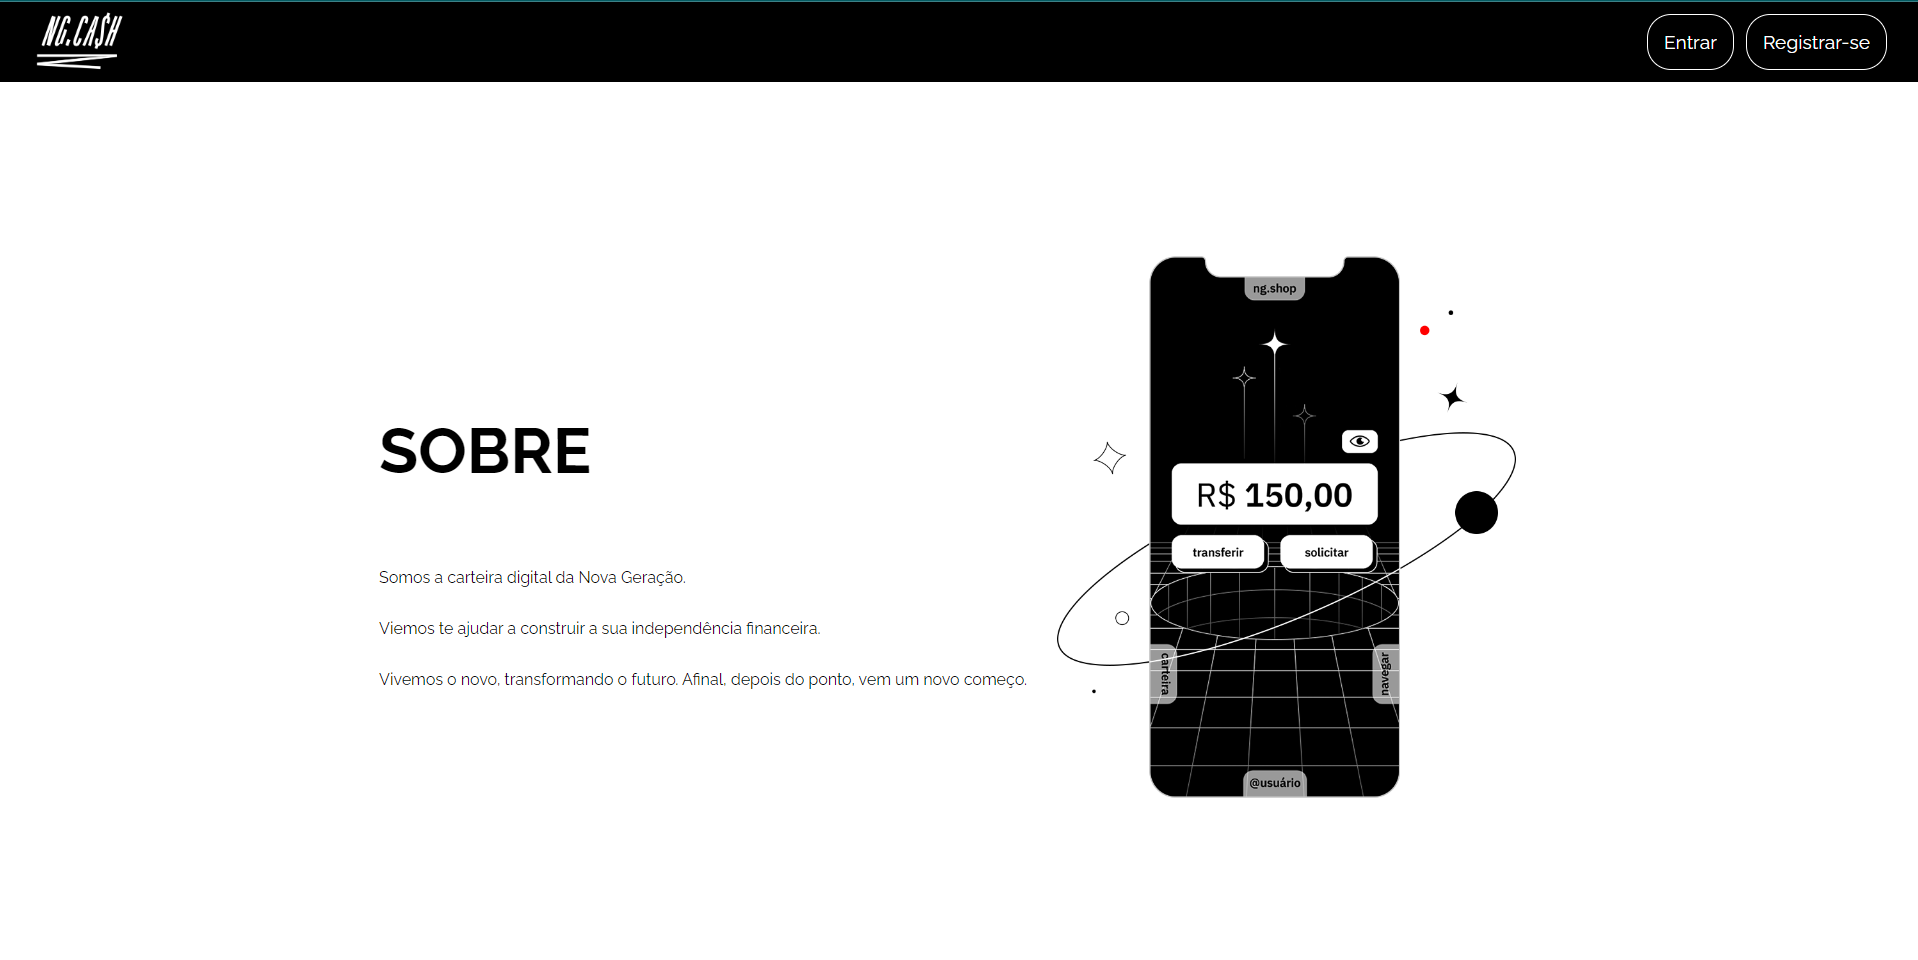 NG.CA$H
Entrar
Registrar-se
SOBRE
Somos a carteira digital da Nova Geração.
Viemos te ajudar a construir a sua independência financeira.
Vivemos o novo, transformando o futuro. Afinal, depois do ponto, vem um novo começo.
ng.shop
R$ 150,00
transferir
solicitar
carteira
navegar
@usuário